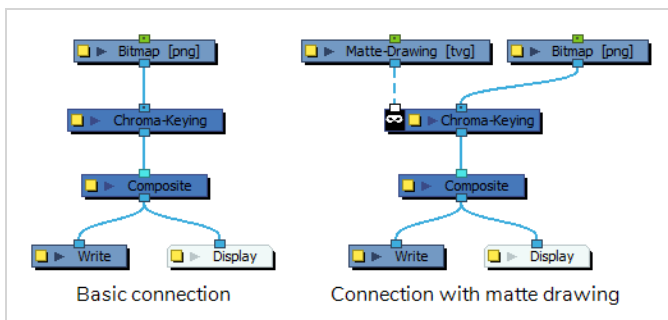 Bitmap [png]
Chroma-Keying
Composite
Write
Display
Basic connection
Matte-Drawing [tvg]
Bitmap [png]
Chroma-Keying
Composite
Write
Display
Connection with matte drawing